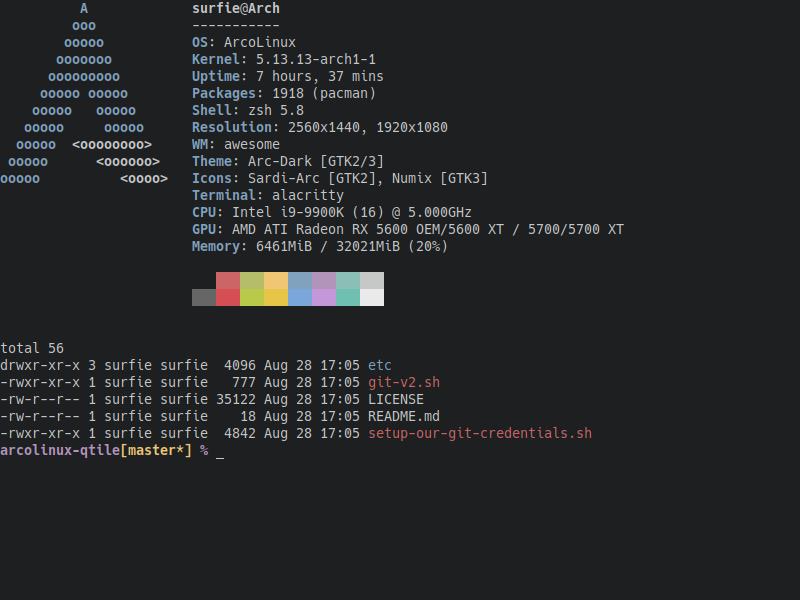 A surfie@Arch
ooo -----------
ooooo OS: ArcoLinux
ooooooo Kernel: 5.13.13-arch1-1
ooooooooo Uptime: 7 hours, 37 mins
ooooo ooooo Packages: 1918 (pacman)
ooooo ooooo Shell: zsh 5.8
ooooo ooooo Resolution: 2560x1440, 1920x1080
ooooo <oooooooo> WM: awesome
ooooo <oooooo> Theme: Arc-Dark [GTK2/3]
ooooo <oooo> Icons: Sardi-Arc [GTK2], Numix [GTK3]
Terminal: alacritty
CPU: Intel i9-9900K (16) @ 5.000GHz
GPU: AMD ATI Radeon RX 5600 OEM/5600 XT / 5700/5700 XT
Memory: 6461MiB / 32021MiB (20%)
total 56
drwxr-xr-x 3 surfie surfie  4096 Aug 28 17:05 etc
-rwxr-xr-x 1 surfie surfie   777 Aug 28 17:05 git-v2.sh
-rw-r--r-- 1 surfie surfie 35122 Aug 28 17:05 LICENSE
-rw-r--r-- 1 surfie surfie    18 Aug 28 17:05 README.md
-rwxr-xr-x 1 surfie surfie  4842 Aug 28 17:05 setup-our-git-credentials.sh
arcolinux-qtile[master*] % _